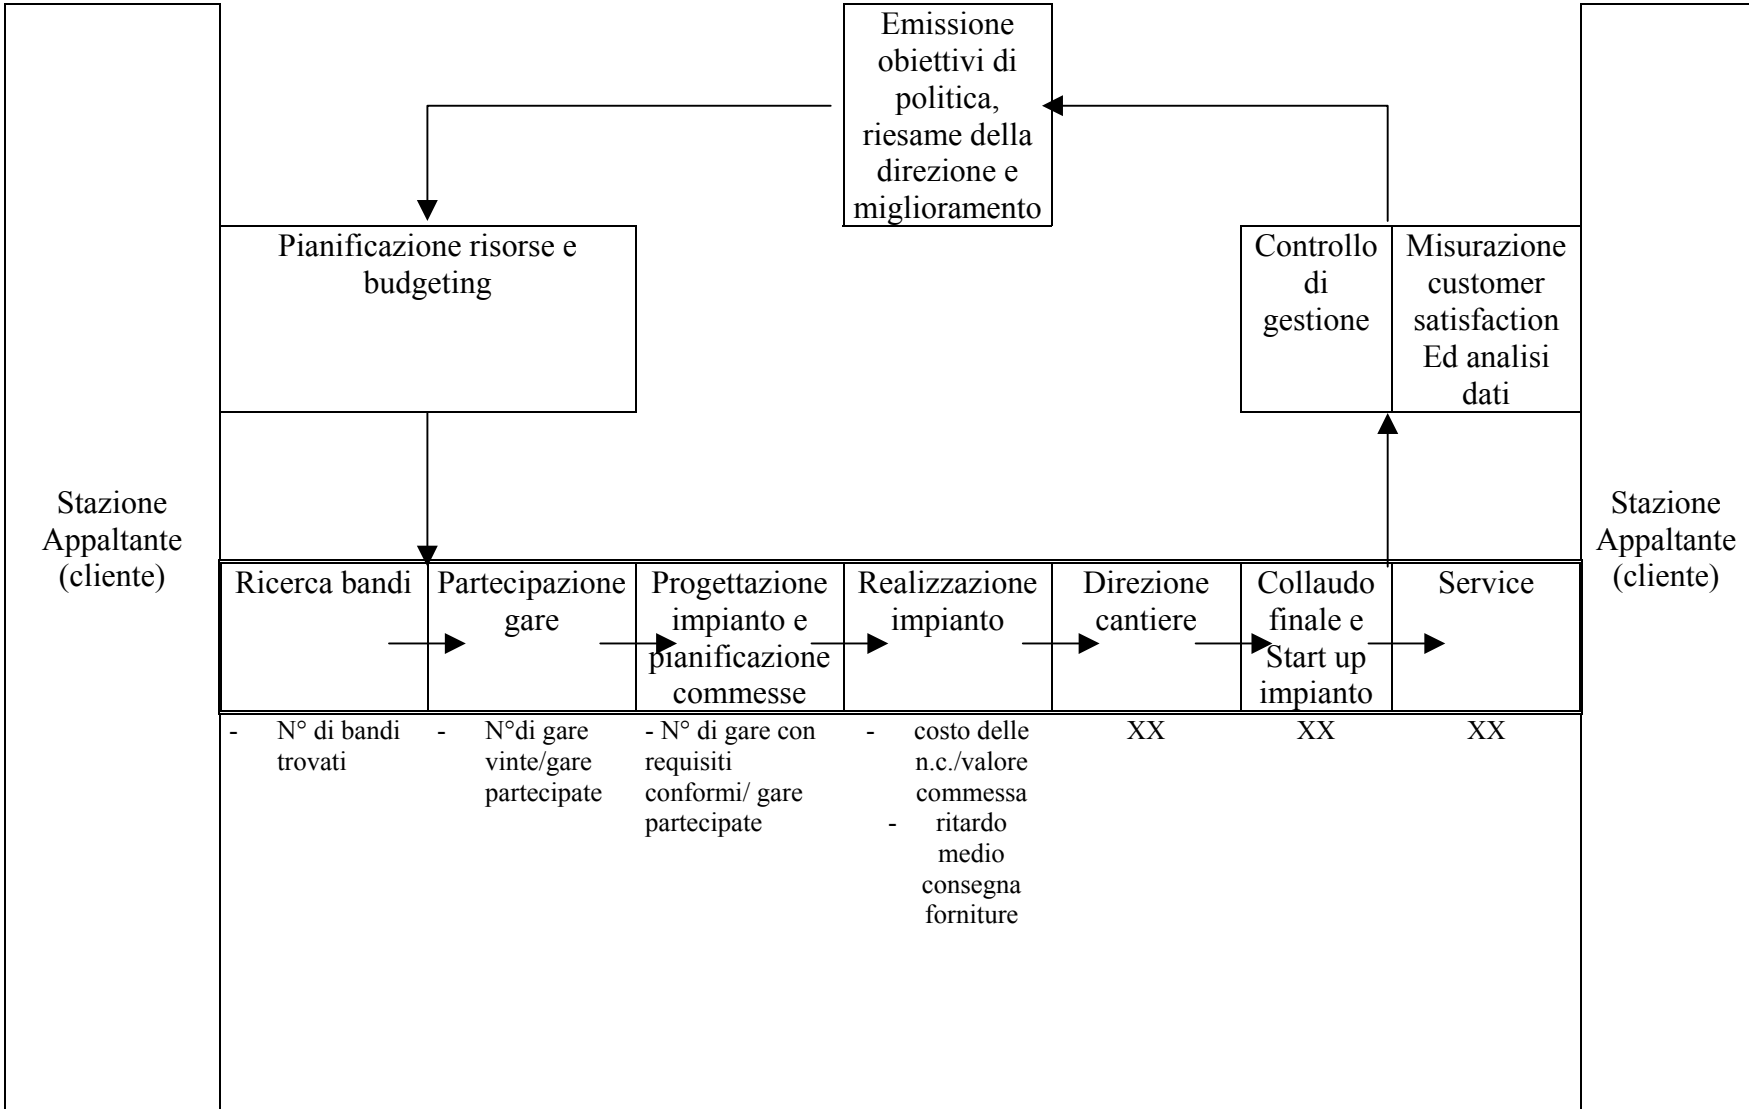 Emissione
obiettivi di
politica,
riesame della
direzione e
miglioramento
Pianificazione risorse e
budgeting
Controllo
di
gestione
Misurazione
customer
satisfaction
Ed analisi
dati
Stazione
Appaltante
(cliente)
Stazione
Appaltante
(cliente)
Ricerca bandi
Partecipazione
gare
Progettazione
impianto e
pianificazione
commesse
Realizzazione
impianto
Direzione
cantiere
Collaudo
finale e
Start up
impianto
Service
- N° di bandi
trovati
- N°di gare
vinte/gare
partecipate
- N° di gare con
requisiti
conformi/ gare
partecipate
- costo delle
n.c./valore
commessa
- ritardo
medio
consegna
forniture
XX
XX
XX